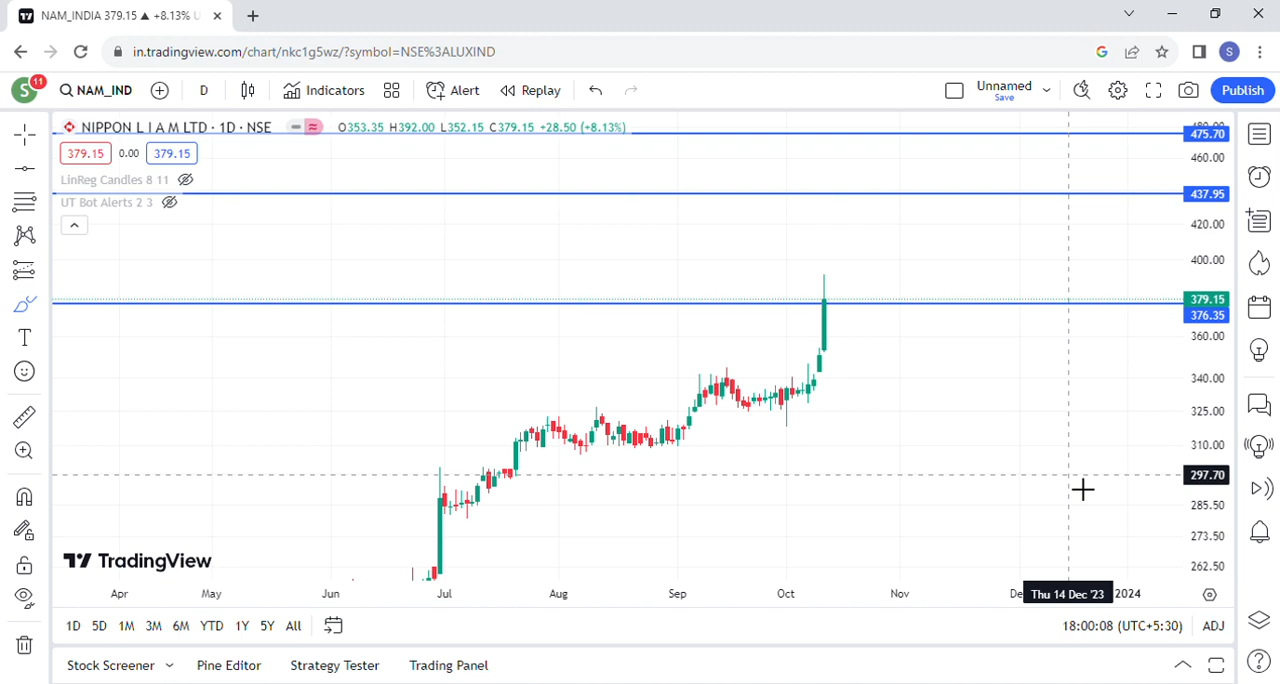 NAM_INDIA 379.15 ▲ +8.13% U
in.tradingview.com/chart/nkc1g5wz/?symbol=NSE%3ALUXIND
S
S 11 NAM_IND D Indicators Alert Replay Unnamed Publish
Save
NIPPON L I A M LTD · 1D · NSE O353.35 H392.00 L352.15 C379.15 +28.50 (+8.13%)
379.15 0.00 379.15
LinReg Candles 8 11
UT Bot Alerts 2 3
480.00
475.70
460.00
437.95
420.00
400.00
379.15
376.35
360.00
340.00
325.00
310.00
297.70
285.50
273.50
262.50
TradingView
Apr May Jun Jul Aug Sep Oct Nov De Thu 14 Dec '23 2024
1D 5D 1M 3M 6M YTD 1Y 5Y All 18:00:08 (UTC+5:30) ADJ
Stock Screener Pine Editor Strategy Tester Trading Panel